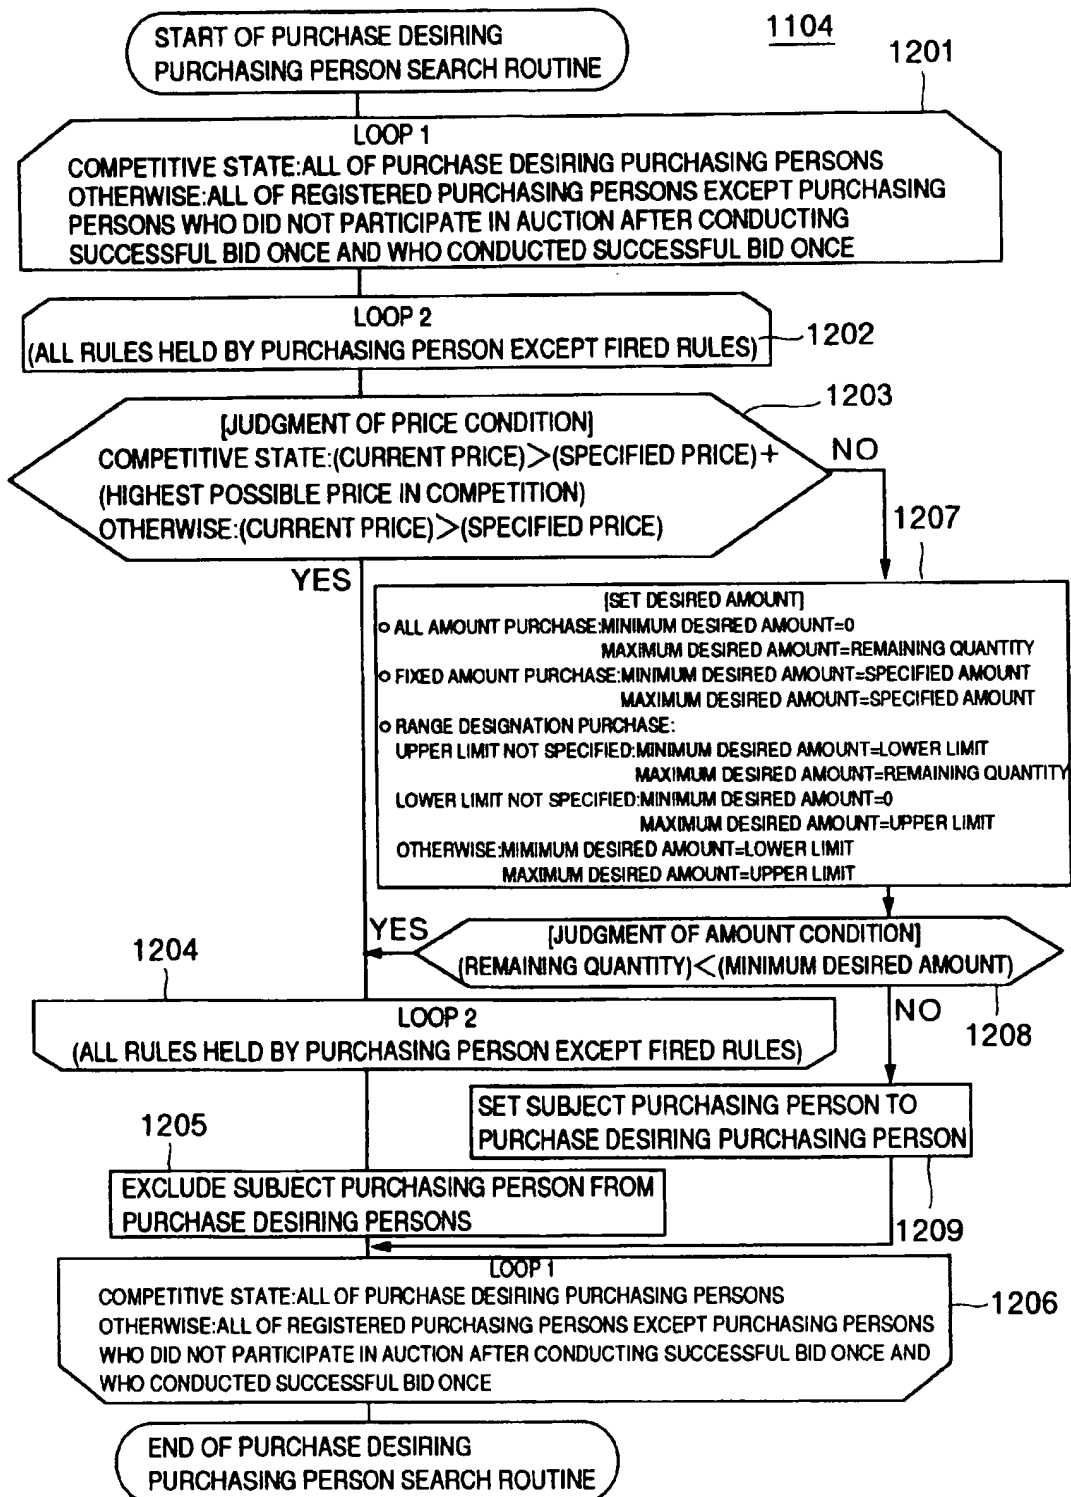 1104
START OF PURCHASE DESIRING
PURCHASING PERSON SEARCH ROUTINE
1201
LOOP 1
COMPETITIVE STATE:ALL OF PURCHASE DESIRING PURCHASING PERSONS
OTHERWISE:ALL OF REGISTERED PURCHASING PERSONS EXCEPT PURCHASING
PERSONS WHO DID NOT PARTICIPATE IN AUCTION AFTER CONDUCTING
SUCCESSFUL BID ONCE AND WHO CONDUCTED SUCCESSFUL BID ONCE
LOOP 2
(ALL RULES HELD BY PURCHASING PERSON EXCEPT FIRED RULES)
1202
1203
[JUDGMENT OF PRICE CONDITION]
COMPETITIVE STATE:(CURRENT PRICE)>(SPECIFIED PRICE)+
(HIGHEST POSSIBLE PRICE IN COMPETITION)
OTHERWISE:(CURRENT PRICE)>(SPECIFIED PRICE)
NO
YES
1207
[SET DESIRED AMOUNT]
○ ALL AMOUNT PURCHASE:MINIMUM DESIRED AMOUNT=0
MAXIMUM DESIRED AMOUNT=REMAINING QUANTITY
○ FIXED AMOUNT PURCHASE:MINIMUM DESIRED AMOUNT=SPECIFIED AMOUNT
MAXIMUM DESIRED AMOUNT=SPECIFIED AMOUNT
○ RANGE DESIGNATION PURCHASE:
UPPER LIMIT NOT SPECIFIED:MINIMUM DESIRED AMOUNT=LOWER LIMIT
MAXIMUM DESIRED AMOUNT=REMAINING QUANTITY
LOWER LIMIT NOT SPECIFIED:MINIMUM DESIRED AMOUNT=0
MAXIMUM DESIRED AMOUNT=UPPER LIMIT
OTHERWISE:MIMIMUM DESIRED AMOUNT=LOWER LIMIT
MAXIMUM DESIRED AMOUNT=UPPER LIMIT
YES
[JUDGMENT OF AMOUNT CONDITION]
(REMAINING QUANTITY)<(MINIMUM DESIRED AMOUNT)
1208
NO
1204
LOOP 2
(ALL RULES HELD BY PURCHASING PERSON EXCEPT FIRED RULES)
SET SUBJECT PURCHASING PERSON TO
PURCHASE DESIRING PURCHASING PERSON
1209
1205
EXCLUDE SUBJECT PURCHASING PERSON FROM
PURCHASE DESIRING PERSONS
LOOP 1
COMPETITIVE STATE:ALL OF PURCHASE DESIRING PURCHASING PERSONS
OTHERWISE:ALL OF REGISTERED PURCHASING PERSONS EXCEPT PURCHASING PERSONS
WHO DID NOT PARTICIPATE IN AUCTION AFTER CONDUCTING SUCCESSFUL BID ONCE AND
WHO CONDUCTED SUCCESSFUL BID ONCE
1206
END OF PURCHASE DESIRING
PURCHASING PERSON SEARCH ROUTINE